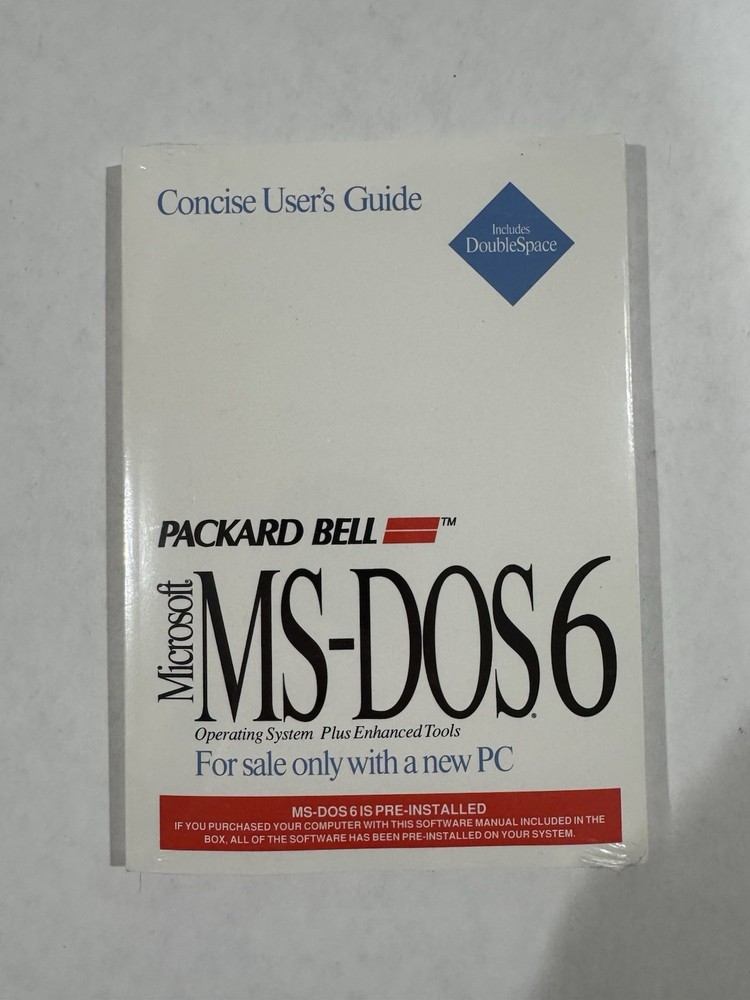 Concise User's Guide
Includes
DoubleSpace
PACKARD BELL ™
Microsoft
MS-DOS® 6
Operating System Plus Enhanced Tools
For sale only with a new PC
MS-DOS 6 IS PRE-INSTALLED
IF YOU PURCHASED YOUR COMPUTER WITH THIS SOFTWARE MANUAL INCLUDED IN THE
BOX, ALL OF THE SOFTWARE HAS BEEN PRE-INSTALLED ON YOUR SYSTEM.